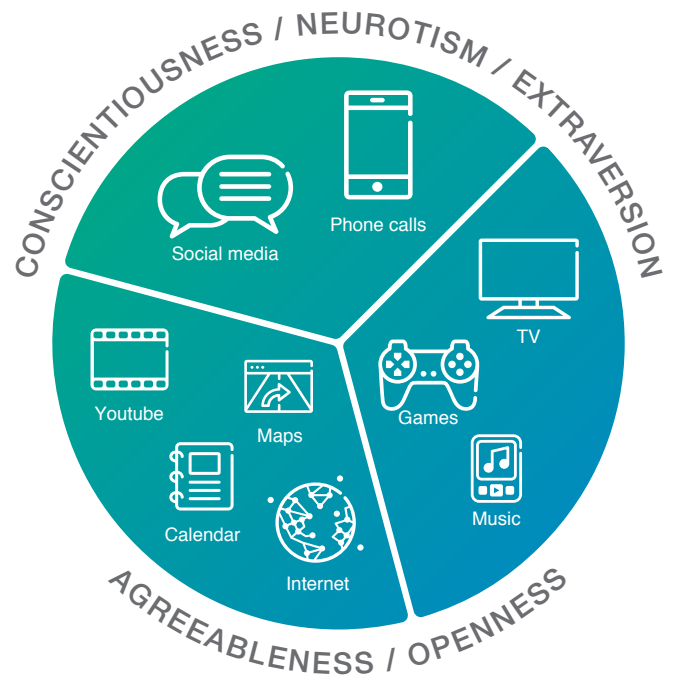 CONSCIENTIOUSNESS / NEUROTISM / EXTRAVERSION
Phone calls
Social media
TV
Youtube
Maps
Games
Calendar
Music
Internet
AGREEABLENESS / OPENNESS